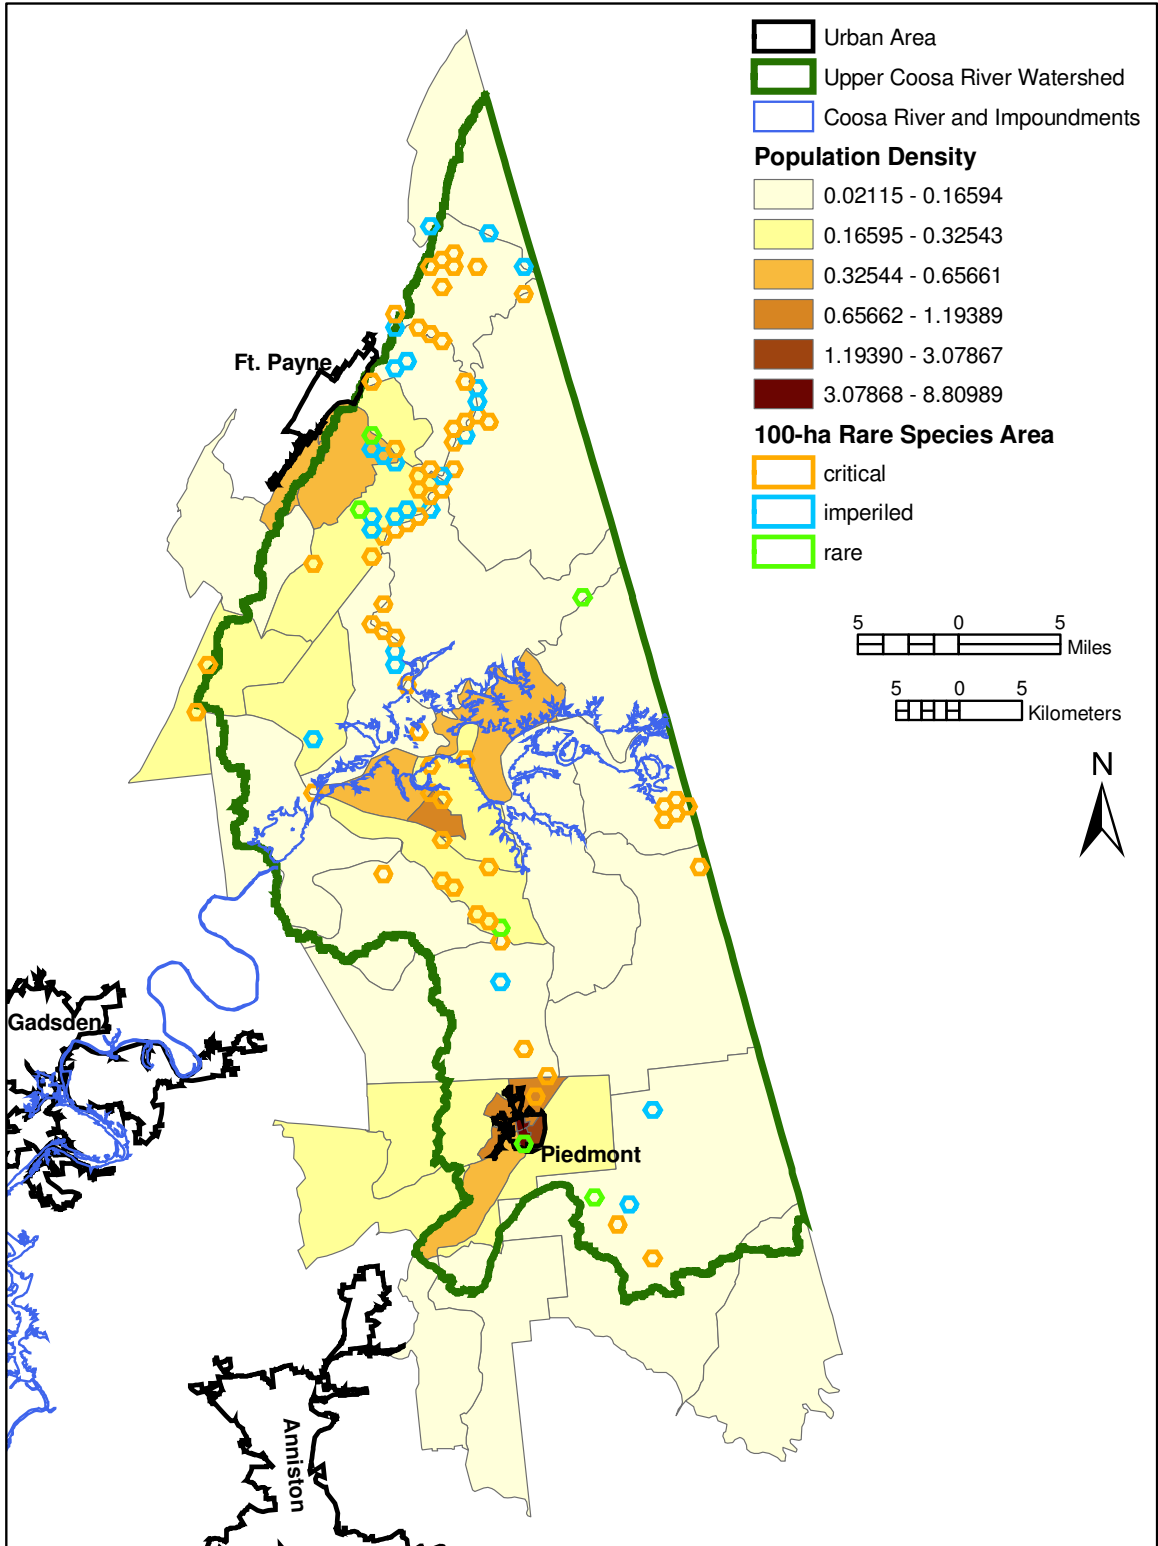 Urban Area
Upper Coosa River Watershed
Coosa River and Impoundments
Population Density
0.02115 - 0.16594
0.16595 - 0.32543
0.32544 - 0.65661
0.65662 - 1.19389
1.19390 - 3.07867
3.07868 - 8.80989
100-ha Rare Species Area
critical
imperiled
rare
5 0 5
Miles
5 0 5
Kilometers
N
Ft. Payne
Gadsden
Piedmont
Anniston